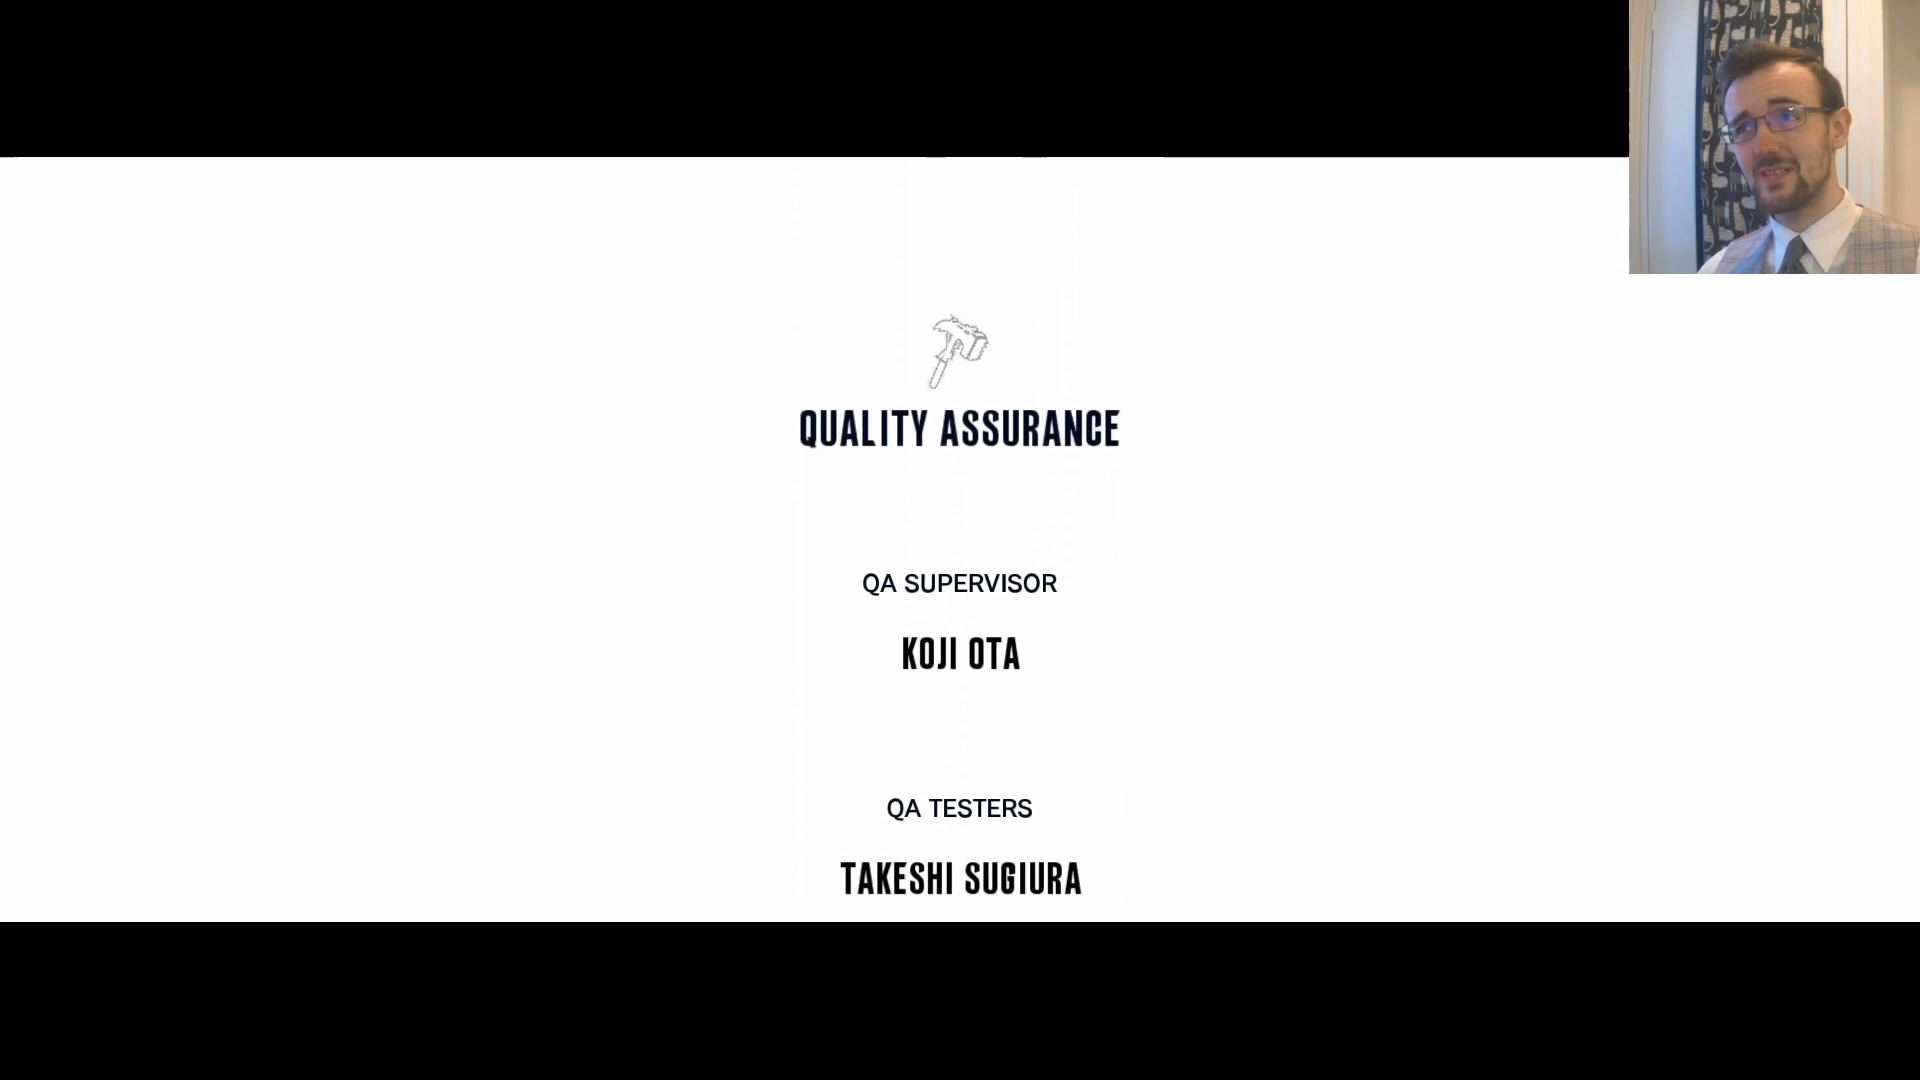 QUALITY ASSURANCE
QA SUPERVISOR
KOJI OTA
QA TESTERS
TAKESHI SUGIURA